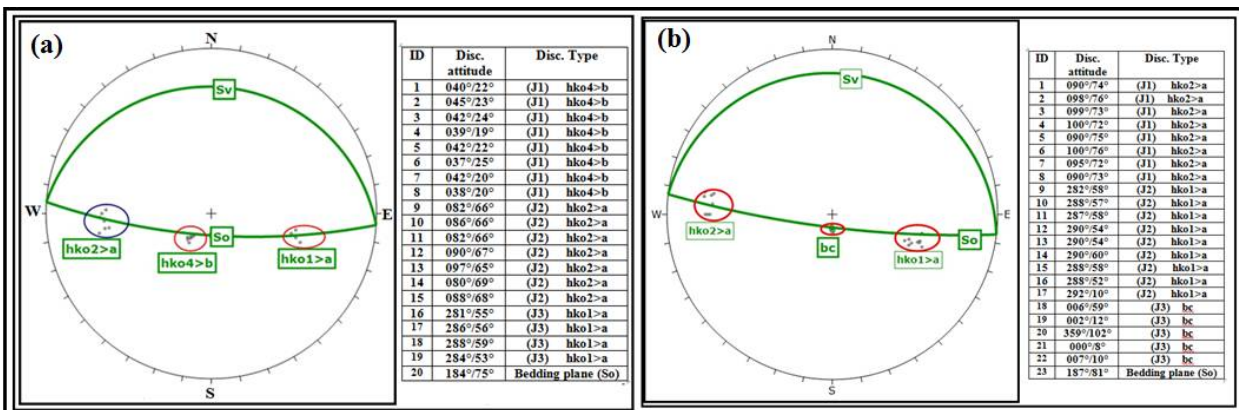 (a)
N
Sv
W
E
So
hko2>a
hko4>b
hko1>a
S
ID Disc. attitude Disc. Type
1 040°/22° (J1) hko4>b
2 045°/23° (J1) hko4>b
3 042°/24° (J1) hko4>b
4 039°/19° (J1) hko4>b
5 042°/22° (J1) hko4>b
6 037°/25° (J1) hko4>b
7 042°/20° (J1) hko4>b
8 038°/20° (J1) hko4>b
9 082°/66° (J2) hko2>a
10 086°/66° (J2) hko2>a
11 082°/66° (J2) hko2>a
12 090°/67° (J2) hko2>a
13 097°/65° (J2) hko2>a
14 080°/69° (J2) hko2>a
15 088°/68° (J2) hko2>a
16 281°/55° (J3) hko1>a
17 286°/56° (J3) hko1>a
18 288°/59° (J3) hko1>a
19 284°/53° (J3) hko1>a
20 184°/75° Bedding plane (So)
(b)
N
Sv
W
E
hko2>a
bc
hko1>a
So
S
ID Disc. attitude Disc. Type
1 090°/74° (J1) hko2>a
2 098°/76° (J1) hko2>a
3 099°/73° (J1) hko2>a
4 100°/72° (J1) hko2>a
5 090°/75° (J1) hko2>a
6 100°/76° (J1) hko2>a
7 095°/72° (J1) hko2>a
8 090°/73° (J1) hko2>a
9 282°/58° (J2) hko1>a
10 288°/57° (J2) hko1>a
11 287°/58° (J2) hko1>a
12 290°/54° (J2) hko1>a
13 290°/54° (J2) hko1>a
14 290°/60° (J2) hko1>a
15 288°/58° (J2) hko1>a
16 288°/52° (J2) hko1>a
17 292°/10° (J2) hko1>a
18 006°/59° (J3) bc
19 002°/12° (J3) bc
20 359°/102° (J3) bc
21 000°/8° (J3) bc
22 007°/10° (J3) bc
23 187°/81° Bedding plane (So)